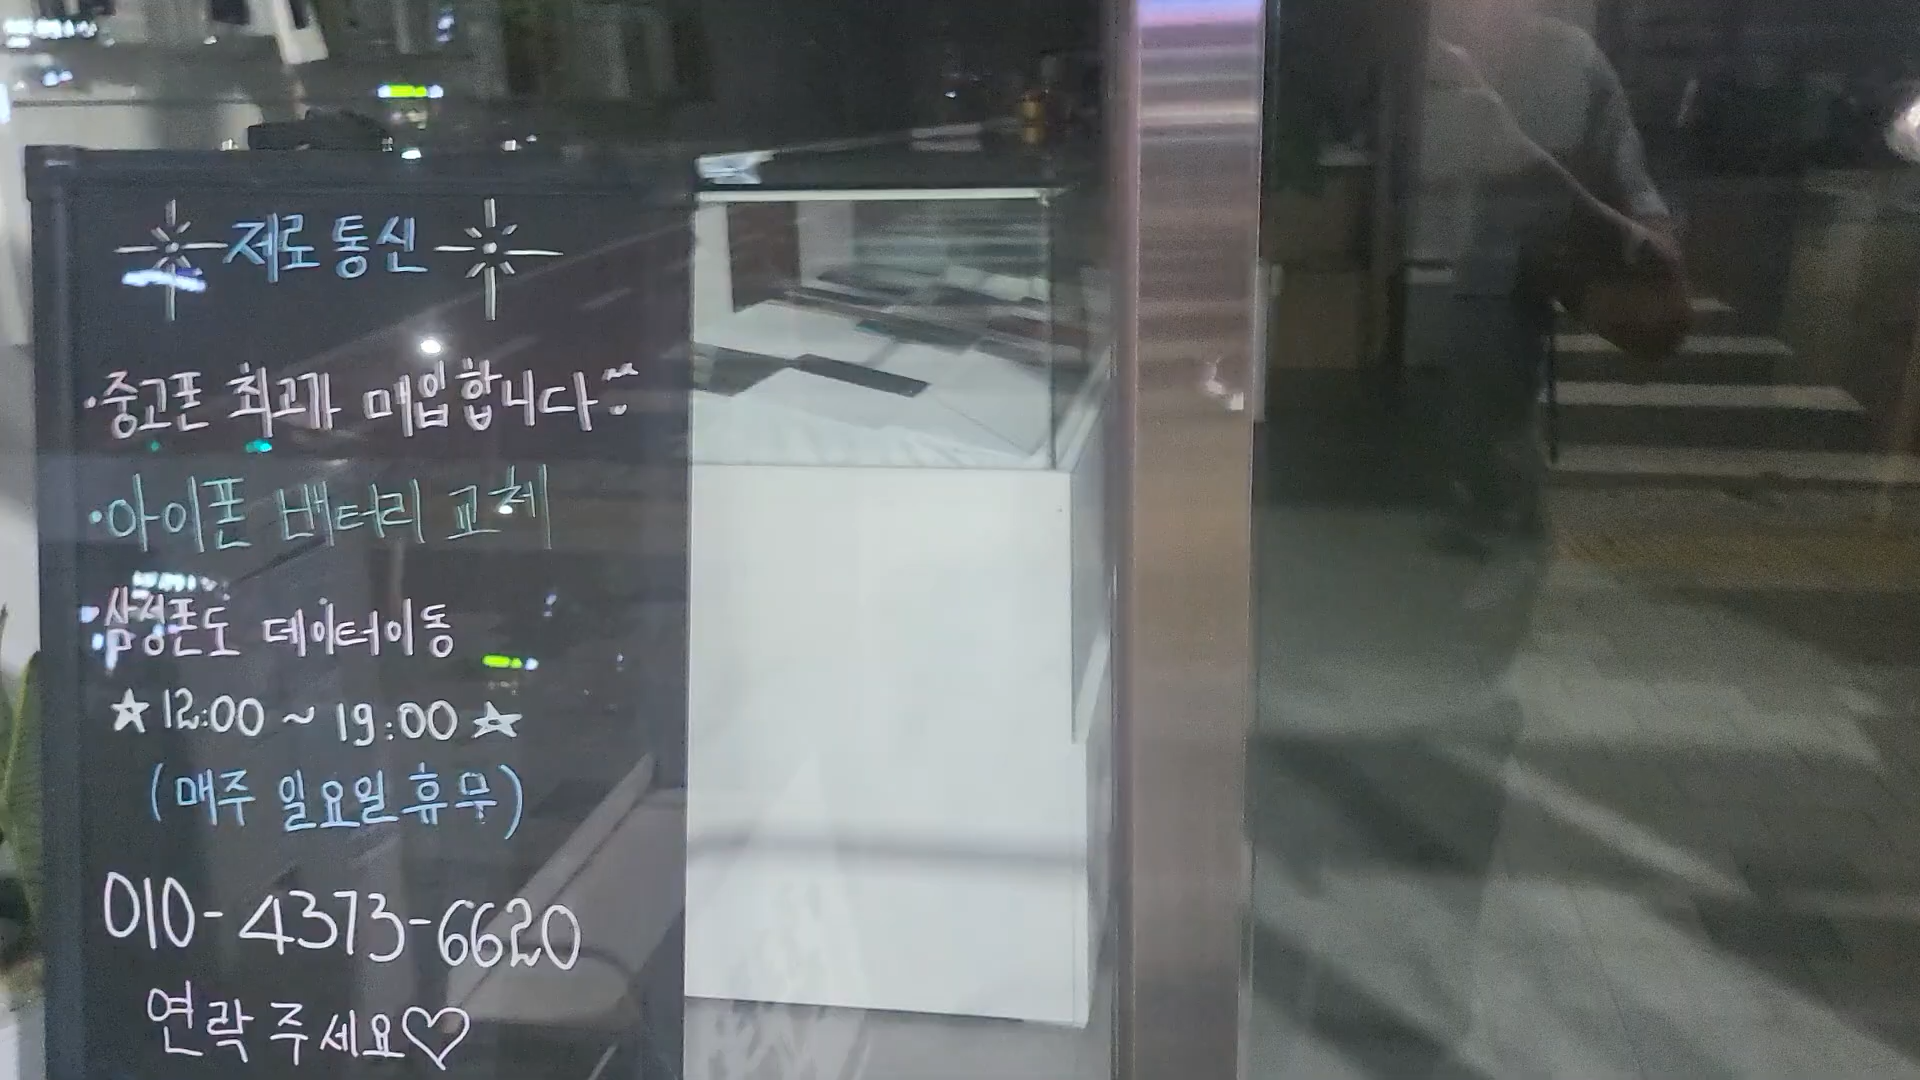 제로통신
·중고폰 최고가 매입합니다^^
·아이폰 배터리 교체
·삼성폰도 데이터이동
☆12:00 ~ 19:00☆
(매주 일요일 휴무)
010-4373-6620
연락주세요♡